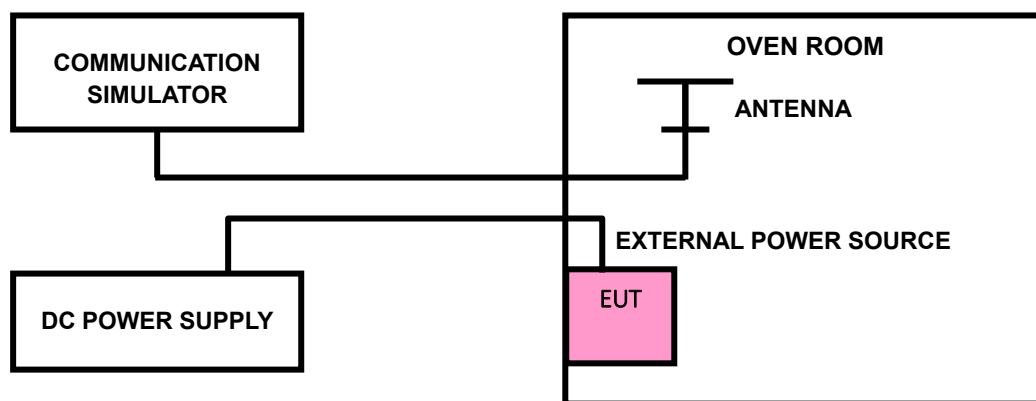 COMMUNICATION
SIMULATOR
OVEN ROOM
ANTENNA
EXTERNAL POWER SOURCE
DC POWER SUPPLY
EUT